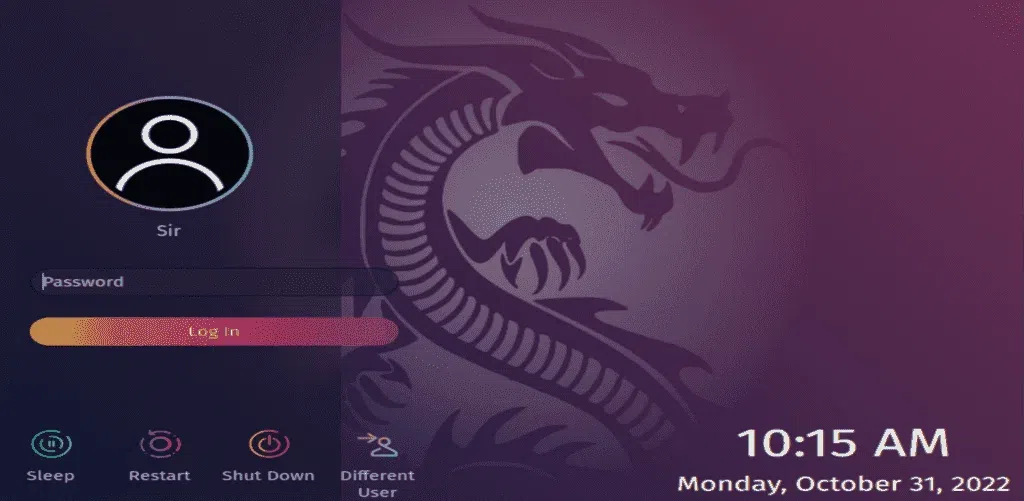 Sir
Password
Log In
Sleep
Restart
Shut Down
Different
User
10:15 AM
Monday, October 31, 2022